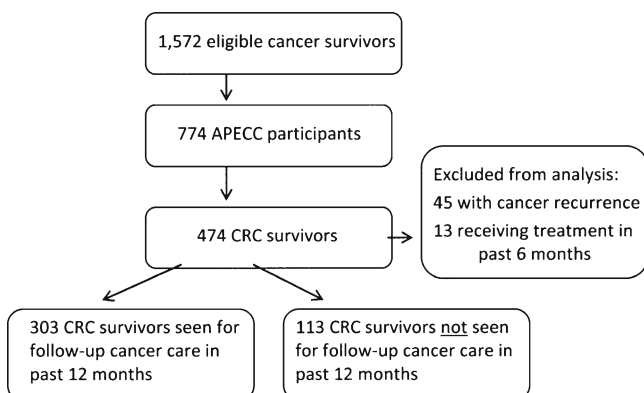 1,572 eligible cancer survivors
774 APECC participants
Excluded from analysis:
45 with cancer recurrence
13 receiving treatment in
past 6 months
474 CRC survivors
303 CRC survivors seen for
follow-up cancer care in
past 12 months
113 CRC survivors not seen
for follow-up cancer care in
past 12 months